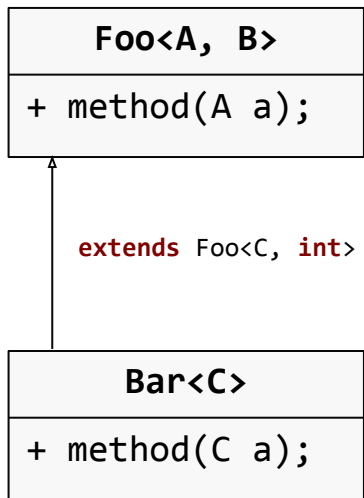 Foo<A, B>
+ method(A a);
extends Foo<C, int>
Bar<C>
+ method(C a);